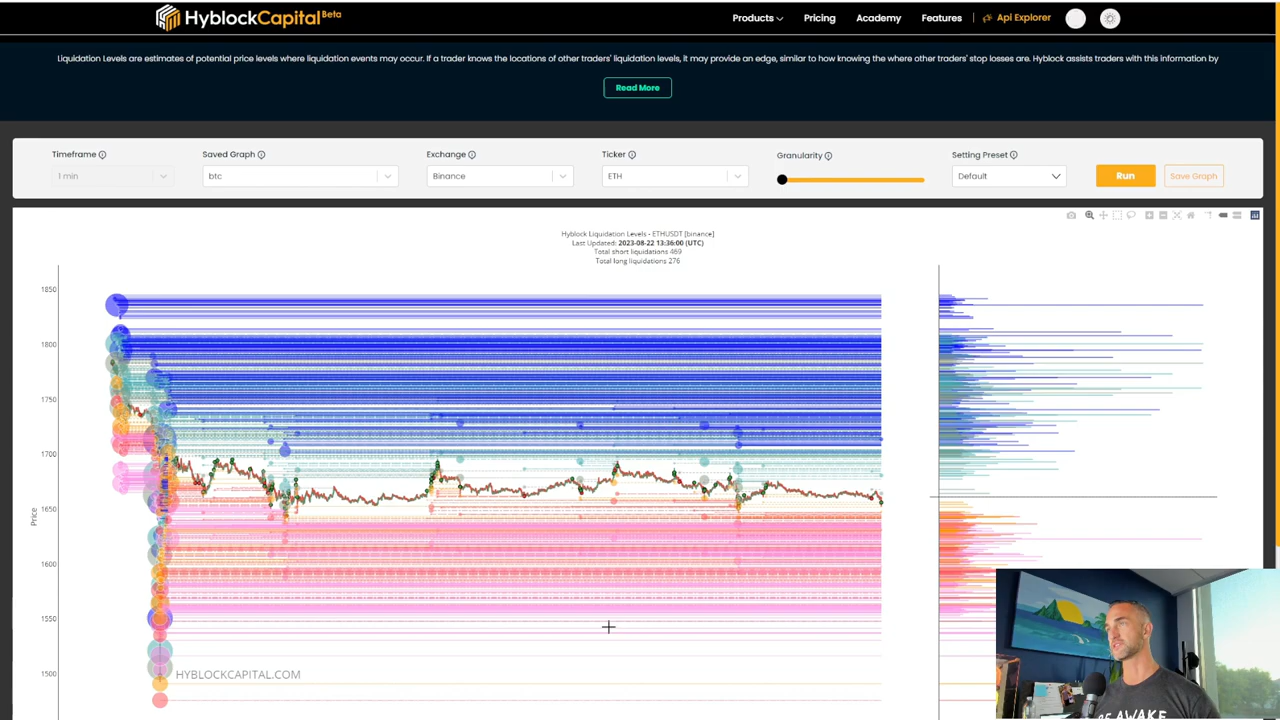 HyblockCapital Beta
Products Pricing Academy Features Api Explorer
Liquidation Levels are estimates of potential price levels where liquidation events may occur. If a trader knows the locations of other traders' liquidation levels, it may provide an edge, similar to how knowing the where other traders' stop losses are. Hyblock assists traders with this information by
Read More
Timeframe Saved Graph Exchange Ticker Granularity Setting Preset
1 min btc Binance ETH Default Run Save Graph
Hyblock Liquidation Levels - ETHUSDT [binance]
Last Updated: 2023-08-22 13:36:00 (UTC)
Total short liquidations 469
Total long liquidations 276
1850
1800
1750
1700
1650
1600
1550
1500
Price
HYBLOCKCAPITAL.COM
AWAKE